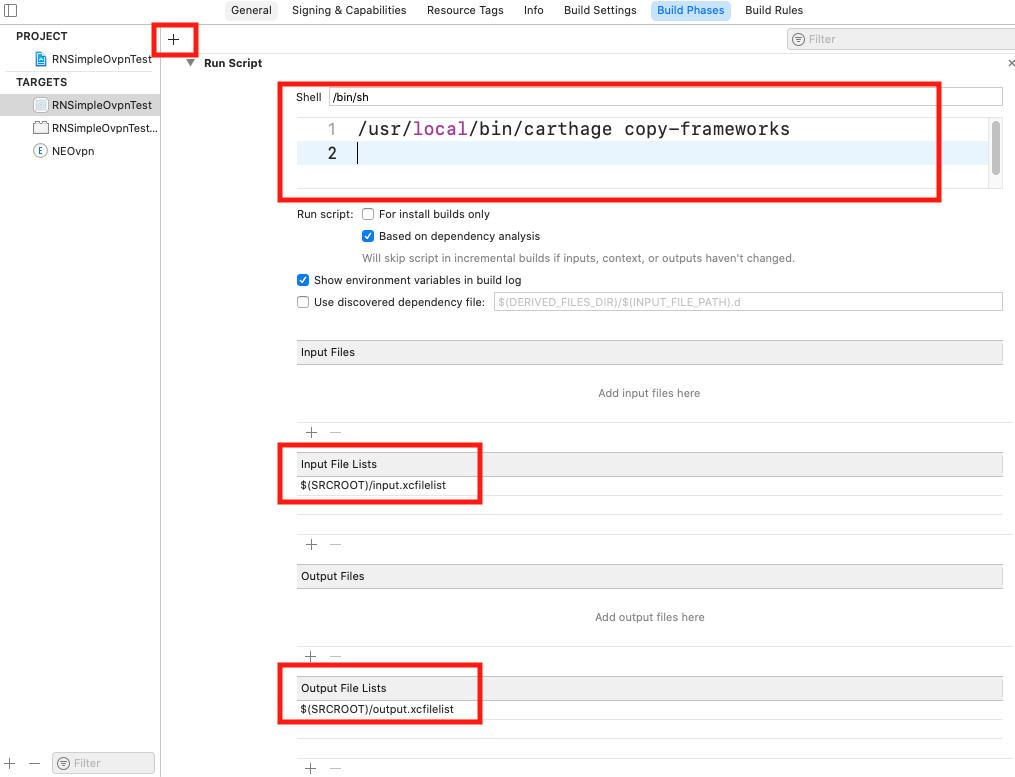 General Signing & Capabilities Resource Tags Info Build Settings Build Phases Build Rules
PROJECT
RNSimpleOvpnTest
TARGETS
RNSimpleOvpnTest
RNSimpleOvpnTest...
E NEOvpn
Filter
+ Filter
Run Script
Shell /bin/sh
1 /usr/local/bin/carthage copy-frameworks
2
Run script: For install builds only
Based on dependency analysis
Will skip script in incremental builds if inputs, context, or outputs haven't changed.
Show environment variables in build log
Use discovered dependency file: $(DERIVED_FILES_DIR)/$(INPUT_FILE_PATH).d
Input Files
Add input files here
Input File Lists
$(SRCROOT)/input.xcfilelist
Output Files
Add output files here
Output File Lists
$(SRCROOT)/output.xcfilelist